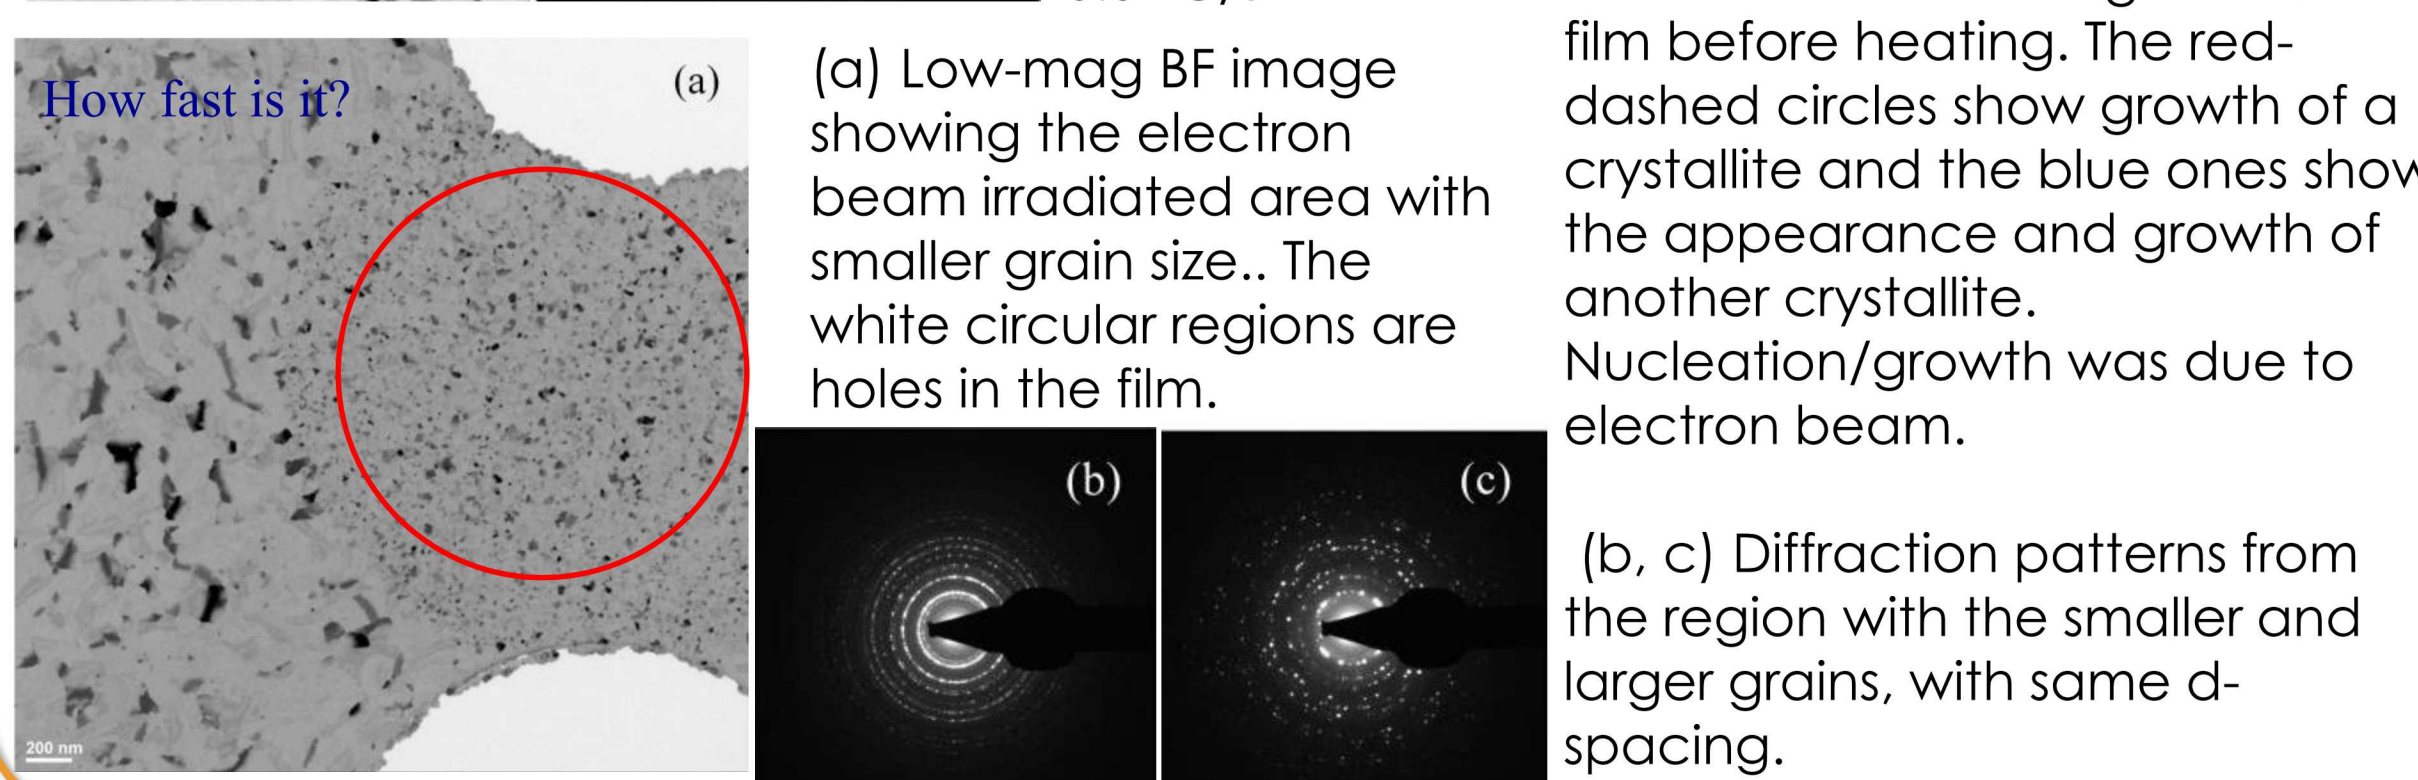 How fast is it?
(a)
200 nm
(a) Low-mag BF image
showing the electron
beam irradiated area with
smaller grain size.. The
white circular regions are
holes in the film.
(b)
(c)
film before heating. The red-
dashed circles show growth of a
crystallite and the blue ones show
the appearance and growth of
another crystallite.
Nucleation/growth was due to
electron beam.
(b, c) Diffraction patterns from
the region with the smaller and
larger grains, with same d-
spacing.